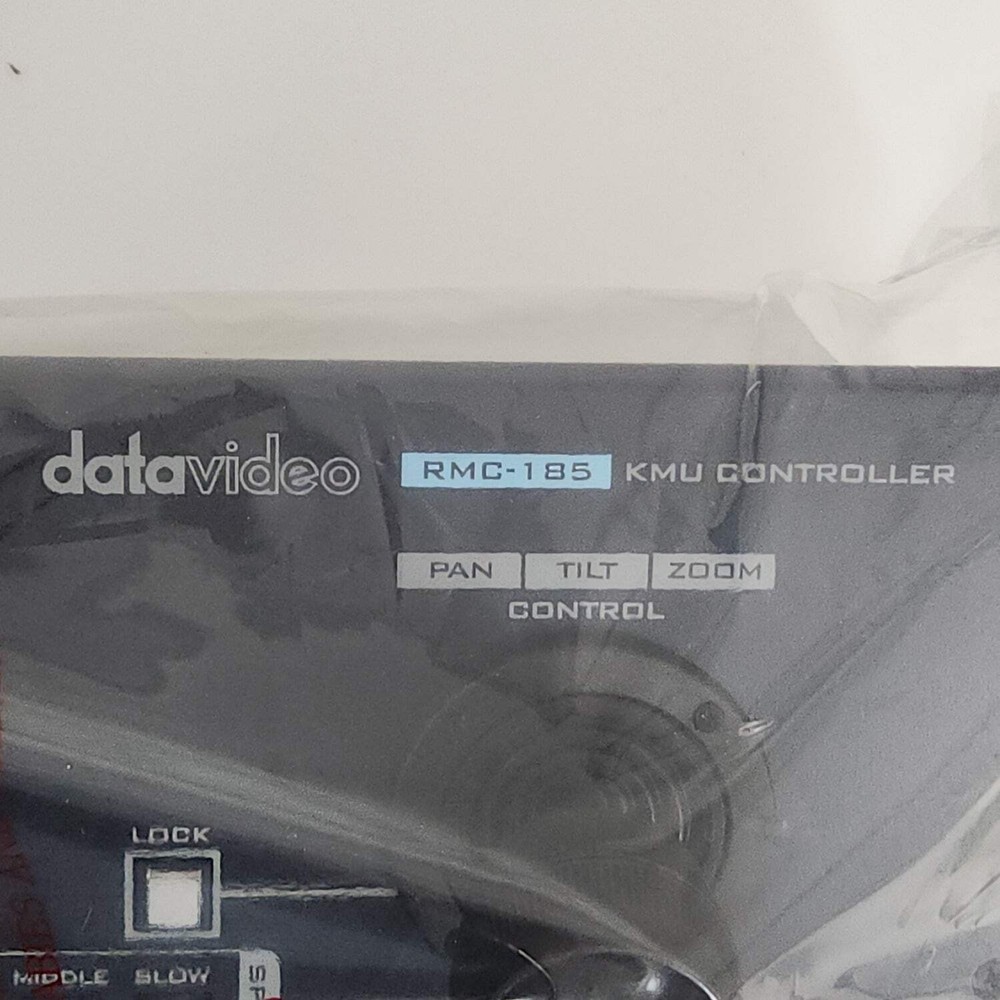 datavideo RMC-185 KMU CONTROLLER
PAN TILT ZOOM
CONTROL
LOCK
MIDDLE SLOW